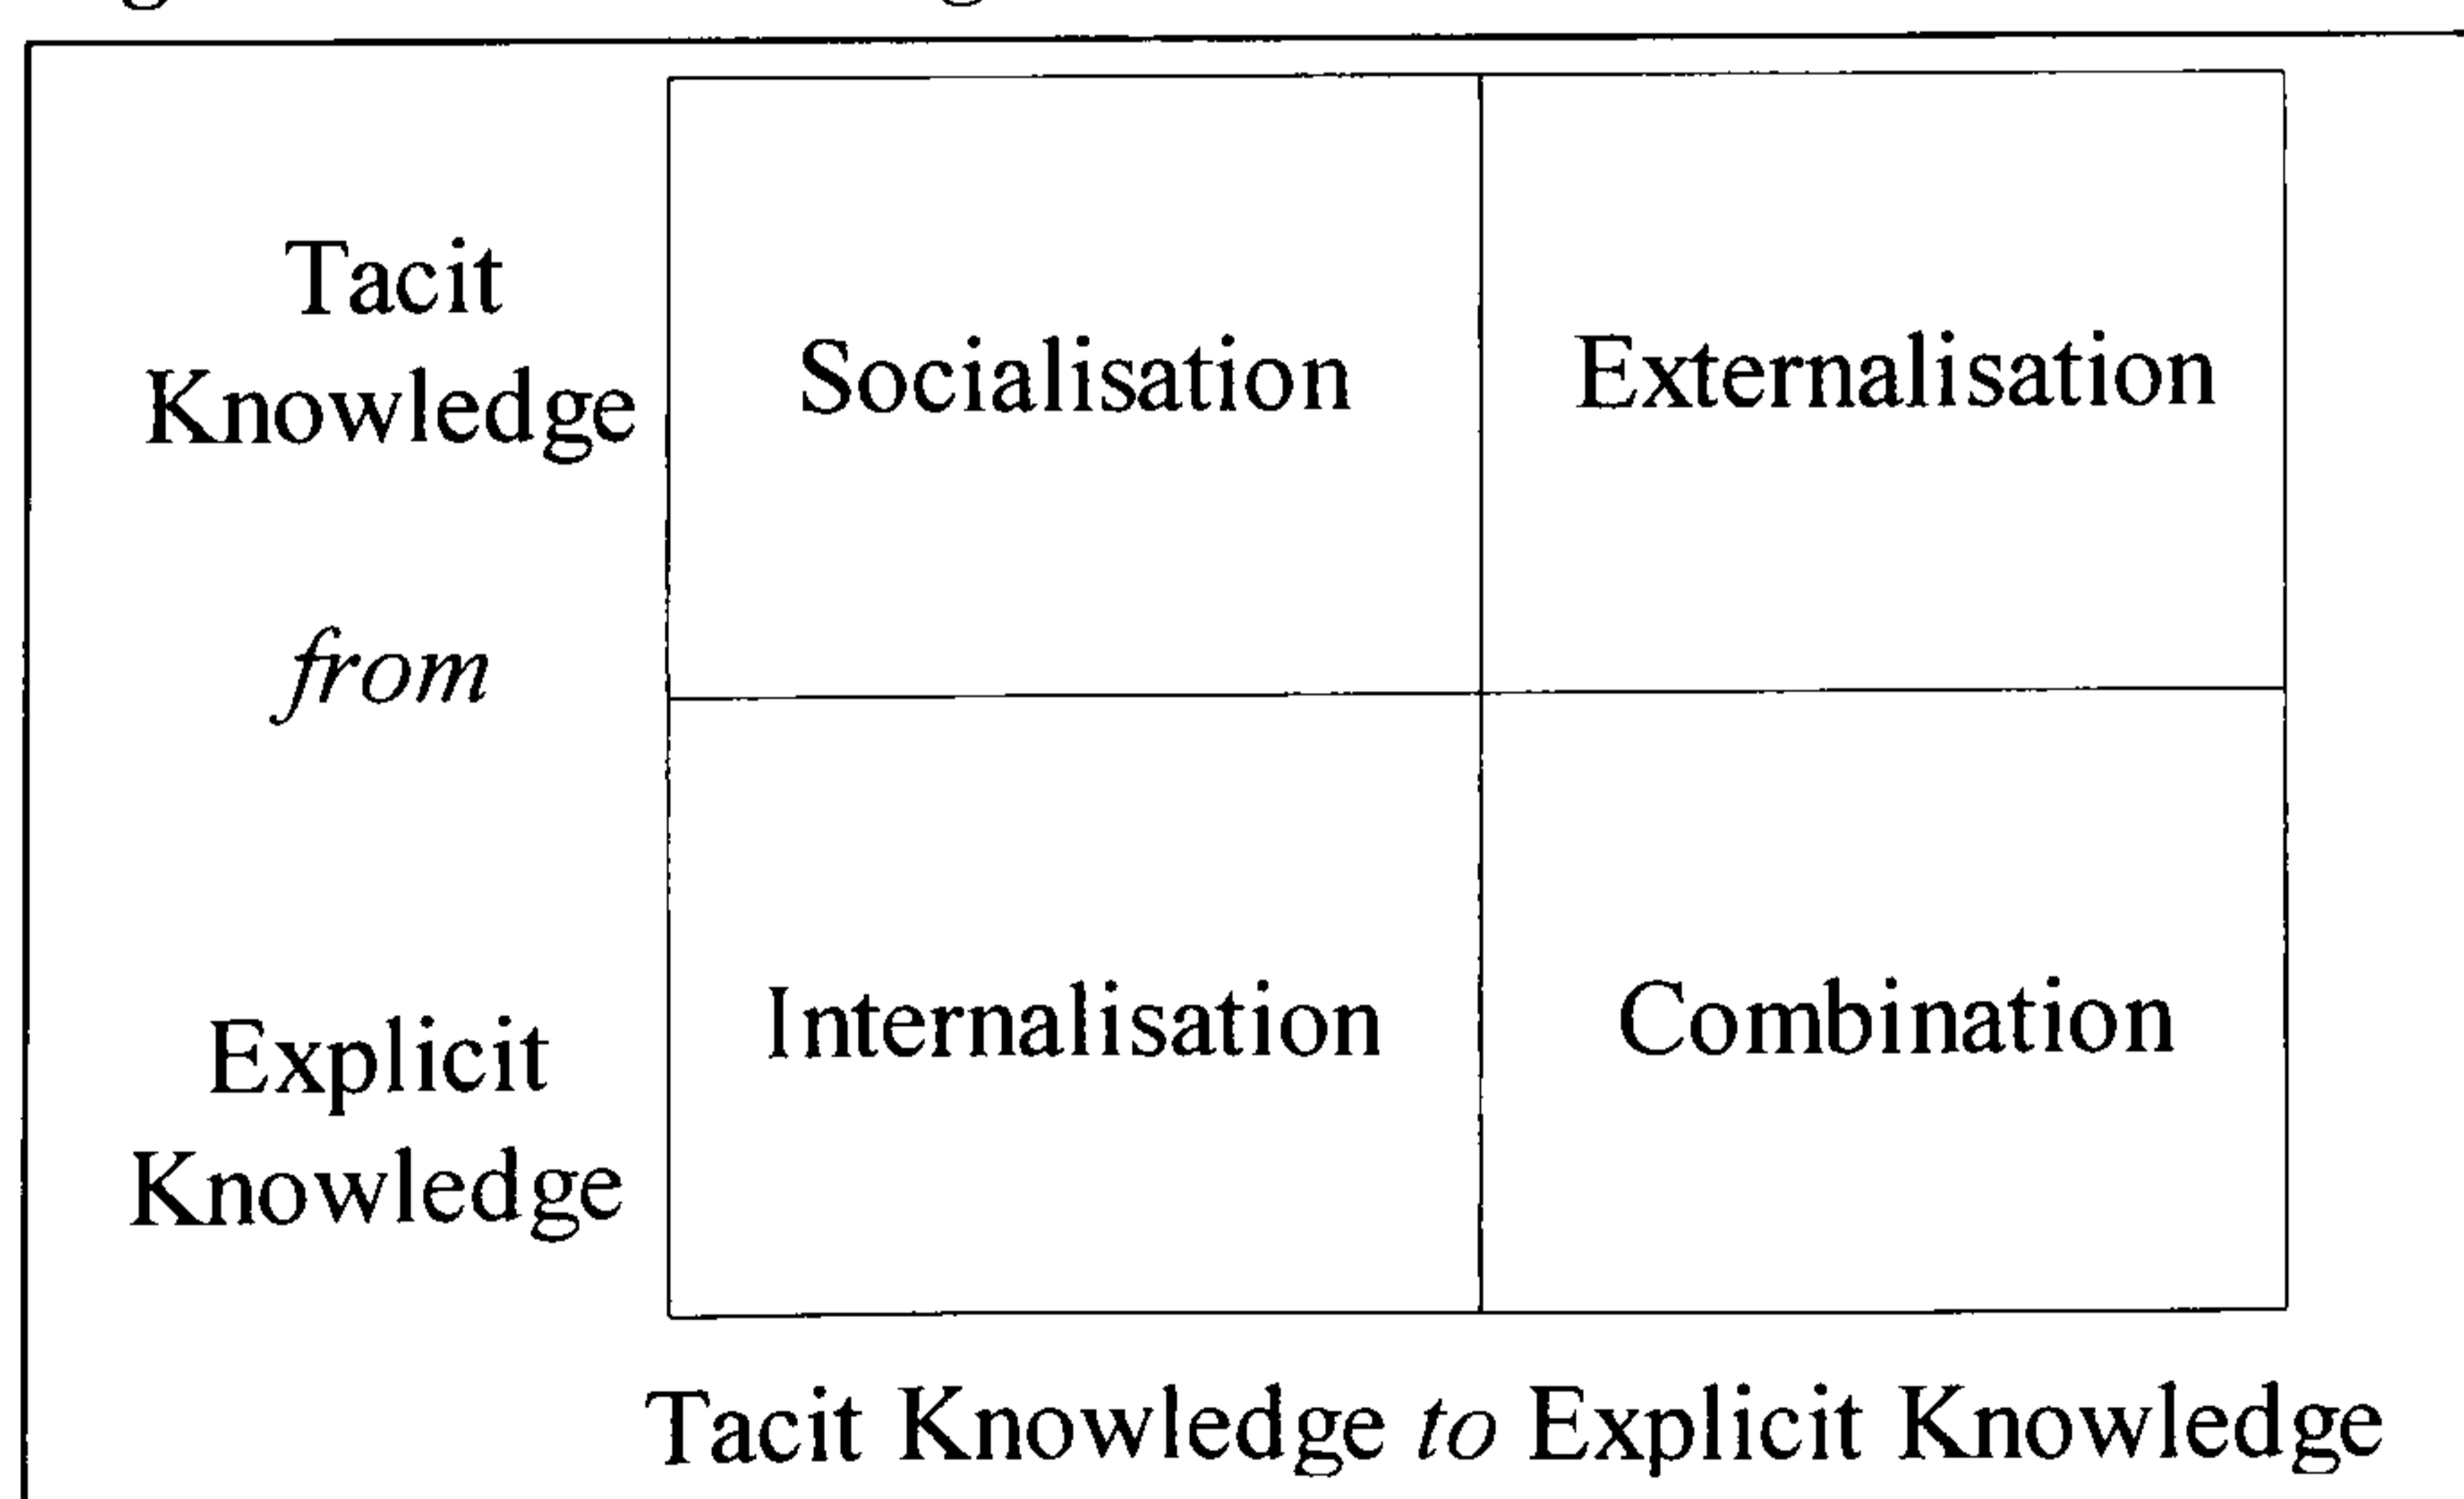 Tacit
Knowledge
Socialisation Externalisation
from
Explicit
Knowledge
Internalisation Combination
Tacit Knowledge to Explicit Knowledge